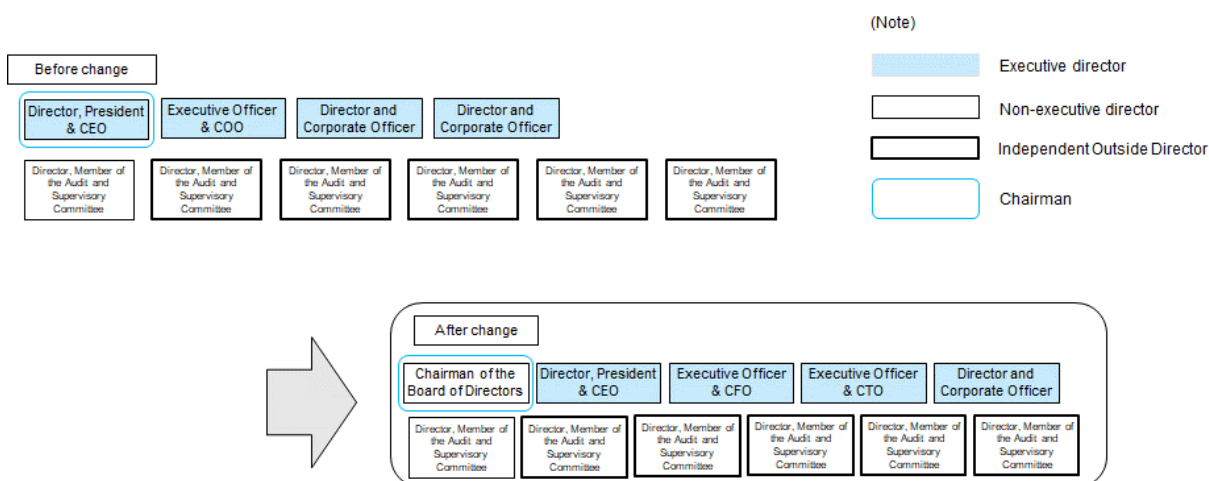 (Note)
Executive director
Non-executive director
Independent Outside Director
Chairman
Before change
Director, President
& CEO
Executive Officer
& COO
Director and
Corporate Officer
Director and
Corporate Officer
Director, Member of
the Audit and
Supervisory
Committee
Director, Member of
the Audit and
Supervisory
Committee
Director, Member of
the Audit and
Supervisory
Committee
Director, Member of
the Audit and
Supervisory
Committee
Director, Member of
the Audit and
Supervisory
Committee
Director, Member of
the Audit and
Supervisory
Committee
After change
Chairman of the
Board of Directors
Director, President
& CEO
Executive Officer
& CFO
Executive Officer
& CTO
Director and
Corporate Officer
Director, Member of
the Audit and
Supervisory
Committee
Director, Member of
the Audit and
Supervisory
Committee
Director, Member of
the Audit and
Supervisory
Committee
Director, Member of
the Audit and
Supervisory
Committee
Director, Member of
the Audit and
Supervisory
Committee
Director, Member of
the Audit and
Supervisory
Committee